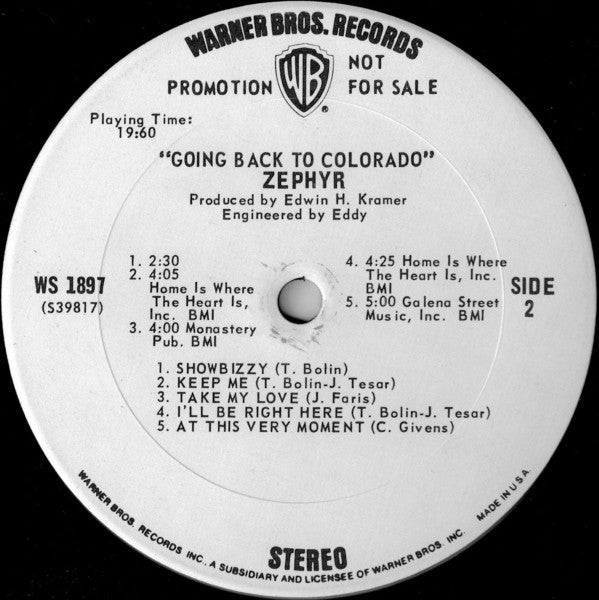 WARNER BROS. RECORDS
PROMOTION
NOT
FOR SALE
WB
®
Playing Time:
19:60
"GOING BACK TO COLORADO"
ZEPHYR
Produced by Edwin H. Kramer
Engineered by Eddy
WS 1897
(S39817)
1. 2:30
2. 4:05
Home Is Where
The Heart Is,
Inc. BMI
3. 4:00 Monastery
Pub. BMI
4. 4:25 Home Is Where
The Heart Is, Inc.
BMI
5. 5:00 Galena Street
Music, Inc. BMI
SIDE
2
1. SHOWBIZZY (T. Bolin)
2. KEEP ME (T. Bolin-J. Tesar)
3. TAKE MY LOVE (J. Faris)
4. I'LL BE RIGHT HERE (T. Bolin-J. Tesar)
5. AT THIS VERY MOMENT (C. Givens)
STEREO
WARNER BROS. RECORDS INC., A SUBSIDIARY AND LICENSEE OF WARNER BROS. INC.
MADE IN U.S.A.